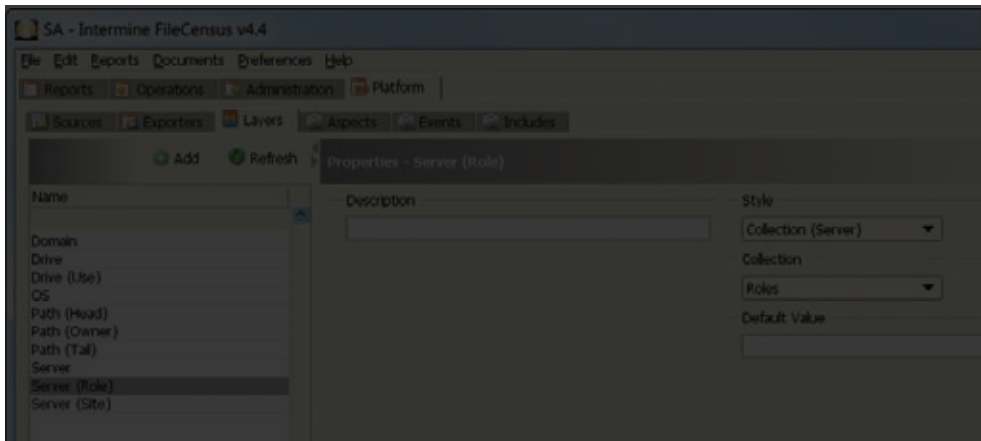 SA - Intermine FileCensus v4.4
File Edit Reports Documents Preferences Help
Reports Operations Administration Platform
Sources Exporters Layers Aspects Events Includes
Add Refresh Properties - Server (Role)
Name
Description
Style
Collection (Server)
Domain
Drive
Collection
Drive (Use)
OS
Roles
Path (Head)
Default Value
Path (Owner)
Path (Tail)
Server
Server (Role)
Server (Site)